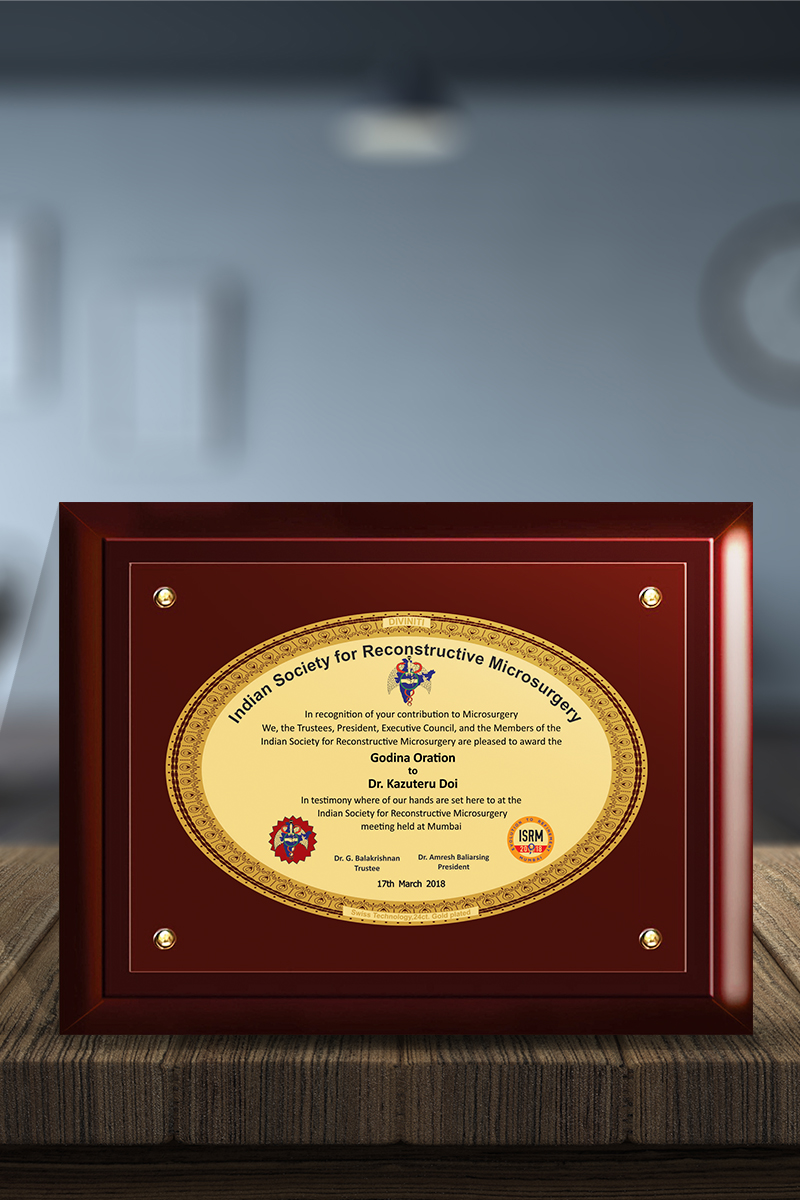 DIVINITI
Indian Society for Reconstructive Microsurgery
In recognition of your contribution to Microsurgery
We, the Trustees, President, Executive Council, and the Members of the
Indian Society for Reconstructive Microsurgery are pleased to award the
Godina Oration
to
Dr. Kazuteru Doi
In testimony where of our hands are set here to at the
Indian Society for Reconstructive Microsurgery
meeting held at Mumbai
ISRM
2018
MUMBAI
Dr. G. Balakrishnan
Trustee
Dr. Amresh Baliarsing
President
17th March 2018
Swiss Technology,24ct. Gold plated